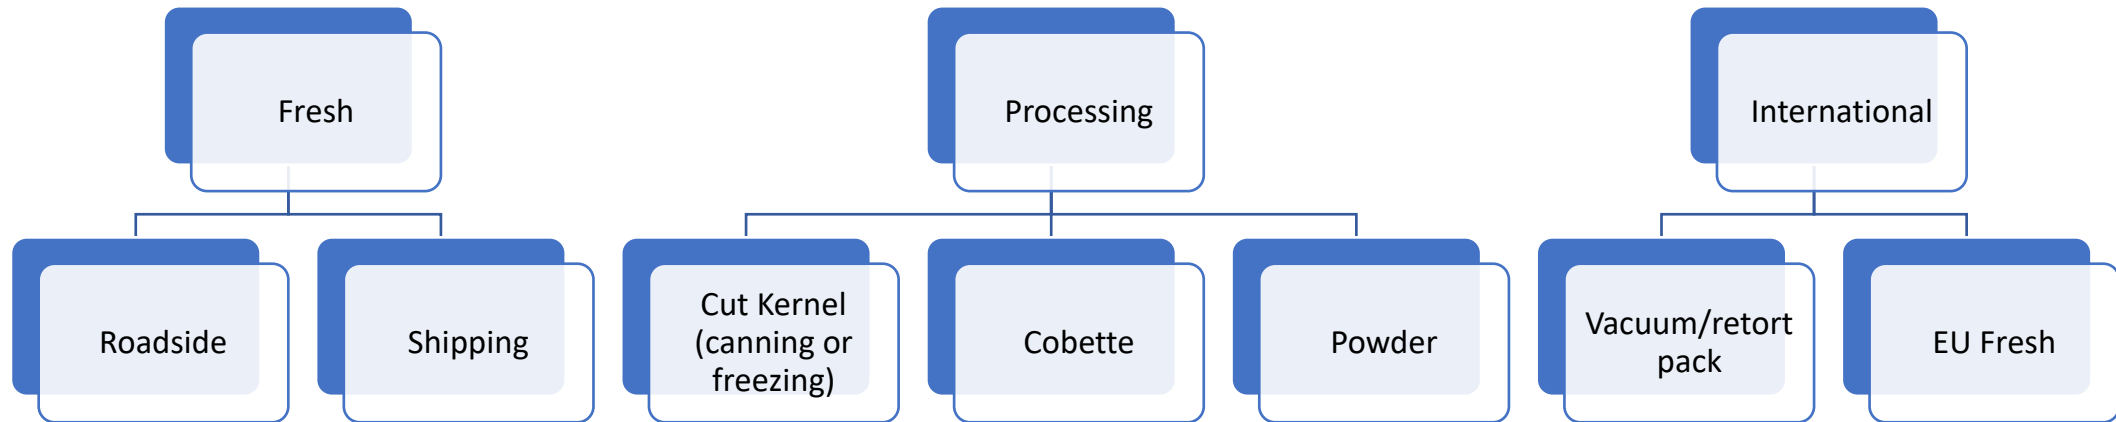 Fresh
Processing
International
Roadside
Shipping
Cut Kernel
(canning or
freezing)
Cobette
Powder
Vacuum/retort
pack
EU Fresh